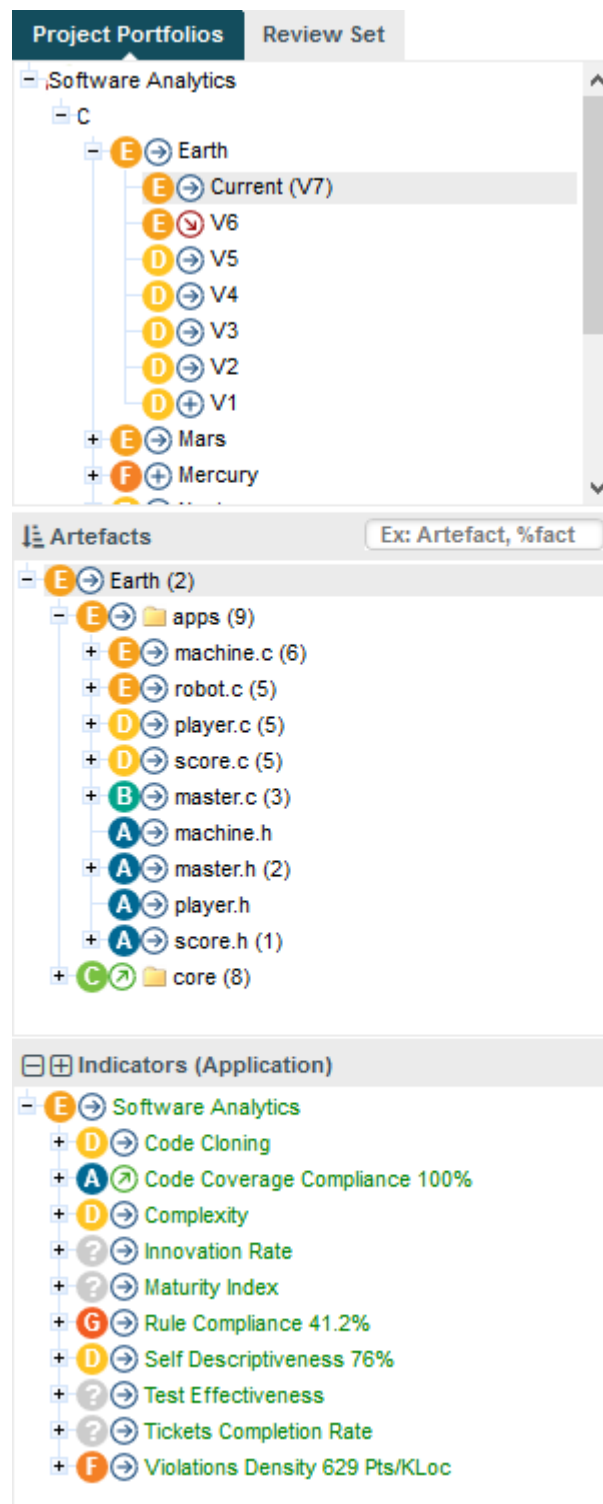 Project Portfolios Review Set
Software Analytics
C
E Earth
E Current (V7)
E V6
D V5
D V4
D V3
D V2
D V1
E Mars
F Mercury
Artefacts Ex: Artefact, %fact
E Earth (2)
E apps (9)
E machine.c (6)
E robot.c (5)
D player.c (5)
D score.c (5)
B master.c (3)
A machine.h
A master.h (2)
A player.h
A score.h (1)
C core (8)
Indicators (Application)
E Software Analytics
D Code Cloning
A Code Coverage Compliance 100%
D Complexity
? Innovation Rate
? Maturity Index
G Rule Compliance 41.2%
D Self Descriptiveness 76%
? Test Effectiveness
? Tickets Completion Rate
F Violations Density 629 Pts/KLoc